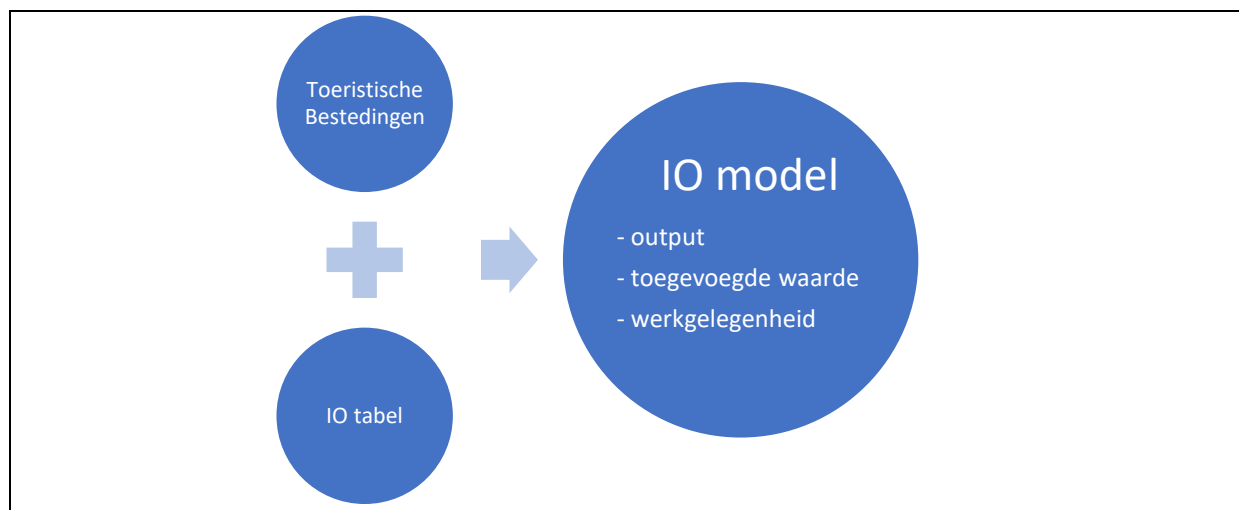 Toeristische
Bestedingen
IO tabel
IO model
- output
- toegevoegde waarde
- werkgelegenheid